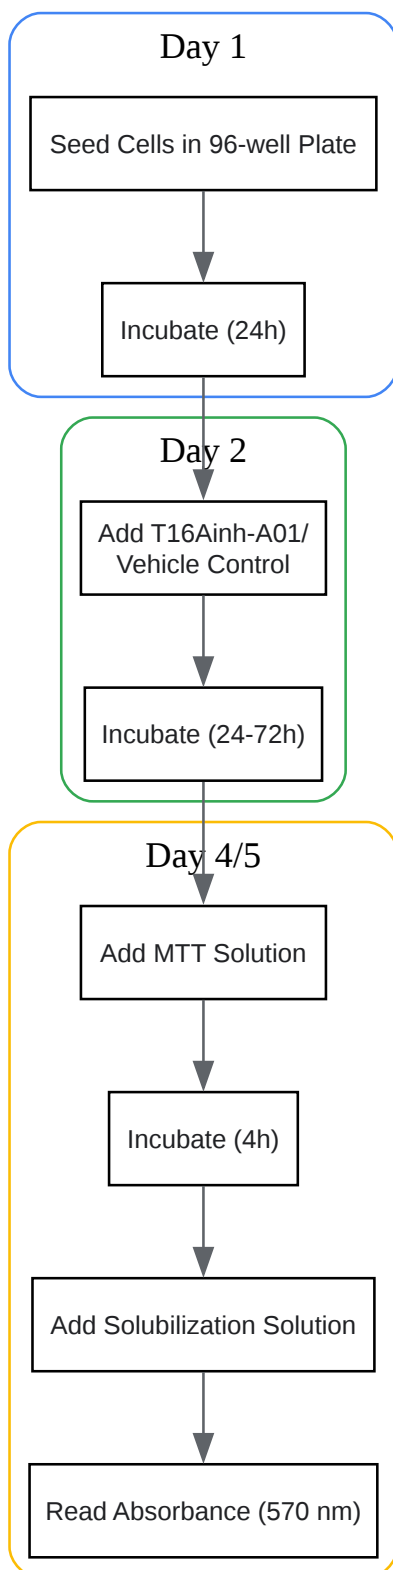 Day 1
Seed Cells in 96-well Plate
Incubate (24h)
Day 2
Add T16Ainh-A01/
Vehicle Control
Incubate (24-72h)
Day 4/5
Add MTT Solution
Incubate (4h)
Add Solubilization Solution
Read Absorbance (570 nm)